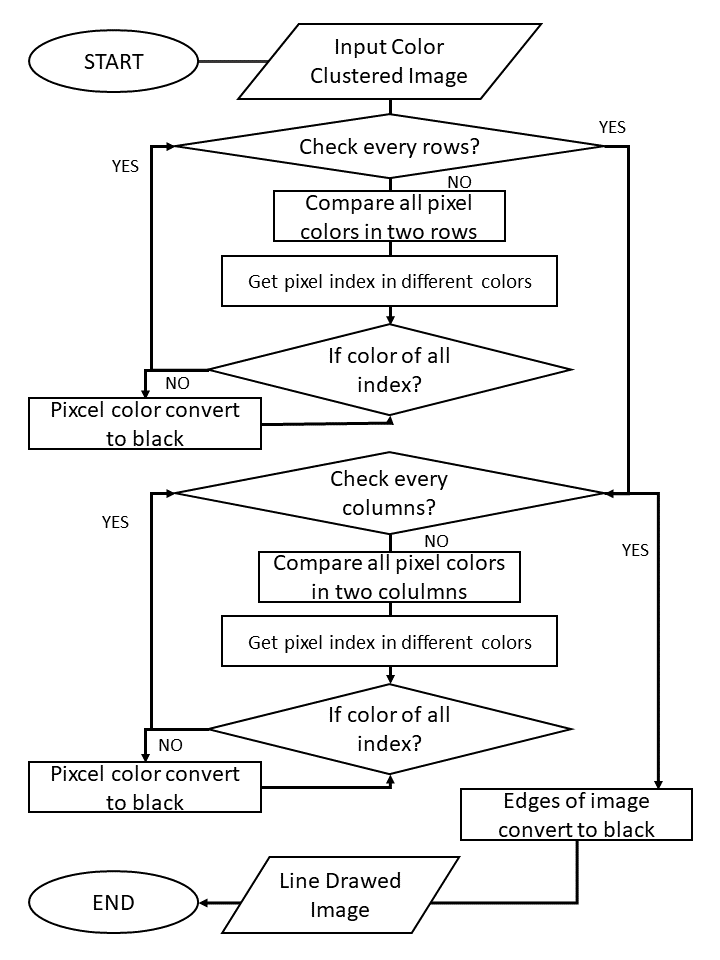 START
Input Color
Clustered Image
Check every rows?
YES
YES
NO
Compare all pixel
colors in two rows
Get pixel index in different colors
If color of all
index?
NO
Pixcel color convert
to black
Check every
columns?
YES
NO
YES
Compare all pixel colors
in two colulmns
Get pixel index in different colors
If color of all
index?
NO
Pixcel color convert
to black
Edges of image
convert to black
Line Drawed
Image
END